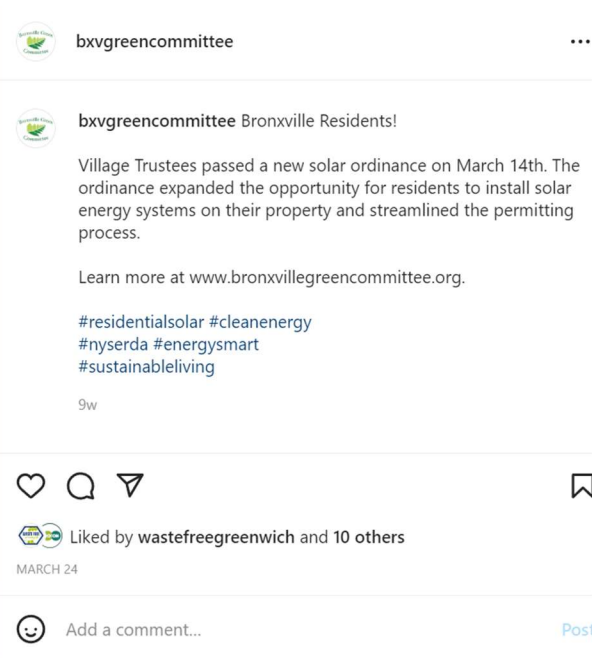 bxvgreencommittee
bxvgreencommittee Bronxville Residents!
Village Trustees passed a new solar ordinance on March 14th. The
ordinance expanded the opportunity for residents to install solar
energy systems on their property and streamlined the permitting
process.
Learn more at www.bronxvillegreencommittee.org.
#residentialsolar #cleanenergy
#nyserda #energysmart
#sustainableliving
9w
Liked by wastefreegreenwich and 10 others
MARCH 24
Add a comment...
Post